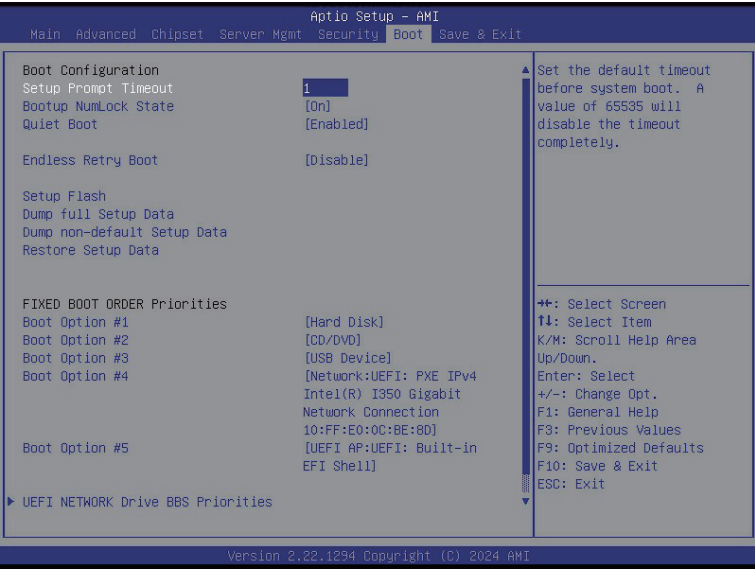 Aptio Setup - AMI
Main Advanced Chipset Server Mgmt Security Boot Save & Exit
Boot Configuration
Setup Prompt Timeout 1
Bootup NumLock State [On]
Quiet Boot [Enabled]
Endless Retry Boot [Disable]
Setup Flash
Dump full Setup Data
Dump non-default Setup Data
Restore Setup Data
FIXED BOOT ORDER Priorities
Boot Option #1 [Hard Disk]
Boot Option #2 [CD/DVD]
Boot Option #3 [USB Device]
Boot Option #4 [Network:UEFI: PXE IPv4
Intel(R) I350 Gigabit
Network Connection
10:FF:E0:0C:BE:8D]
Boot Option #5 [UEFI AP:UEFI: Built-in
EFI Shell]
UEFI NETWORK Drive BBS Priorities
Set the default timeout
before system boot. A
value of 65535 will
disable the timeout
completely.
→←: Select Screen
↑↓: Select Item
K/M: Scroll Help Area
Up/Down.
Enter: Select
+/-: Change Opt.
F1: General Help
F3: Previous Values
F9: Optimized Defaults
F10: Save & Exit
ESC: Exit
Version 2.22.1294 Copyright (C) 2024 AMI